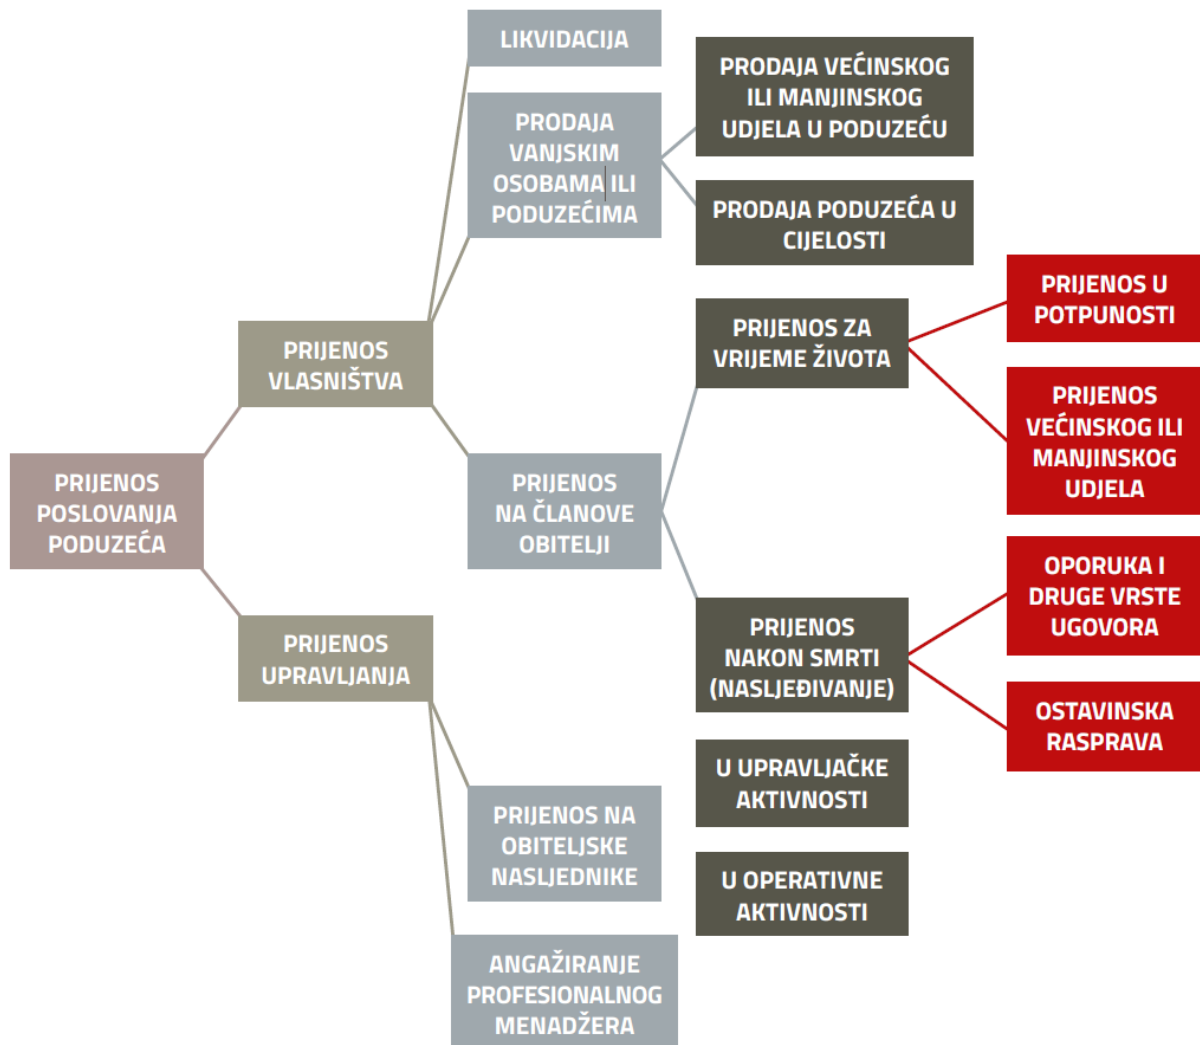 PRIJENOS
POSLOVANJA
PODUZEĆA
PRIJENOS
VLASNIŠTVA
PRIJENOS
UPRAVLJANJA
LIKVIDACIJA
PRODAJA
VANJSKIM
OSOBAMA ILI
PODUZEĆIMA
PRIJENOS
NA ČLANOVE
OBITELJI
PRIJENOS NA
OBITELJSKE
NASLJEDNIKE
ANGAŽIRANJE
PROFESIONALNOG
MENADŽERA
PRODAJA VEĆINSKOG
ILI MANJINSKOG
UDJELA U PODUZEĆU
PRODAJA PODUZEĆA U
CIJELOSTI
PRIJENOS ZA
VRIJEME ŽIVOTA
PRIJENOS
NAKON SMRTI
(NASLJEĐIVANJE)
U UPRAVLJAČKE
AKTIVNOSTI
U OPERATIVNE
AKTIVNOSTI
PRIJENOS U
POTPUNOSTI
PRIJENOS
VEĆINSKOG ILI
MANJINSKOG
UDJELA
OPORUKA I
DRUGE VRSTE
UGOVORA
OSTAVINSKA
RASPRAVA